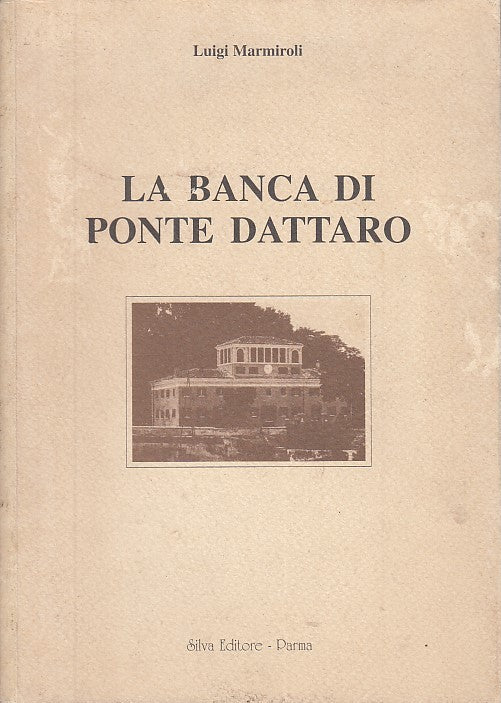 Luigi Marmiroli
LA BANCA DI
PONTE DATTARO
Silva Editore - Parma